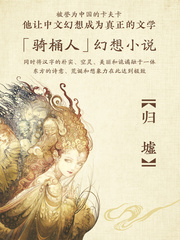 被誉为中国的卡夫卡
他让中文幻想成为真正的文学
「骑桶人」幻想小说
同时将汉字的朴实、空灵、美丽和诡谲融于一体
东方的诗意、荒诞和想象力在此达到极致
【归墟】